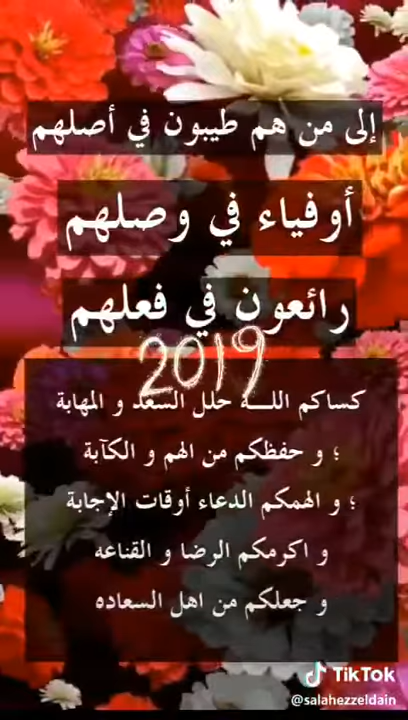 إلى من هم طيبون في أصلهم
أوفياء في وصلهم
رائعون في فعلهم
2019
كساكم اللـــه حلل السعد و المهابة
؛ و حفظكم من الهم و الكآبة
؛ و الهمكم الدعاء أوقات الإجابة
و اكرمكم الرضا و القناعه
و جعلكم من اهل السعاده
TikTok
@salahezzeldain